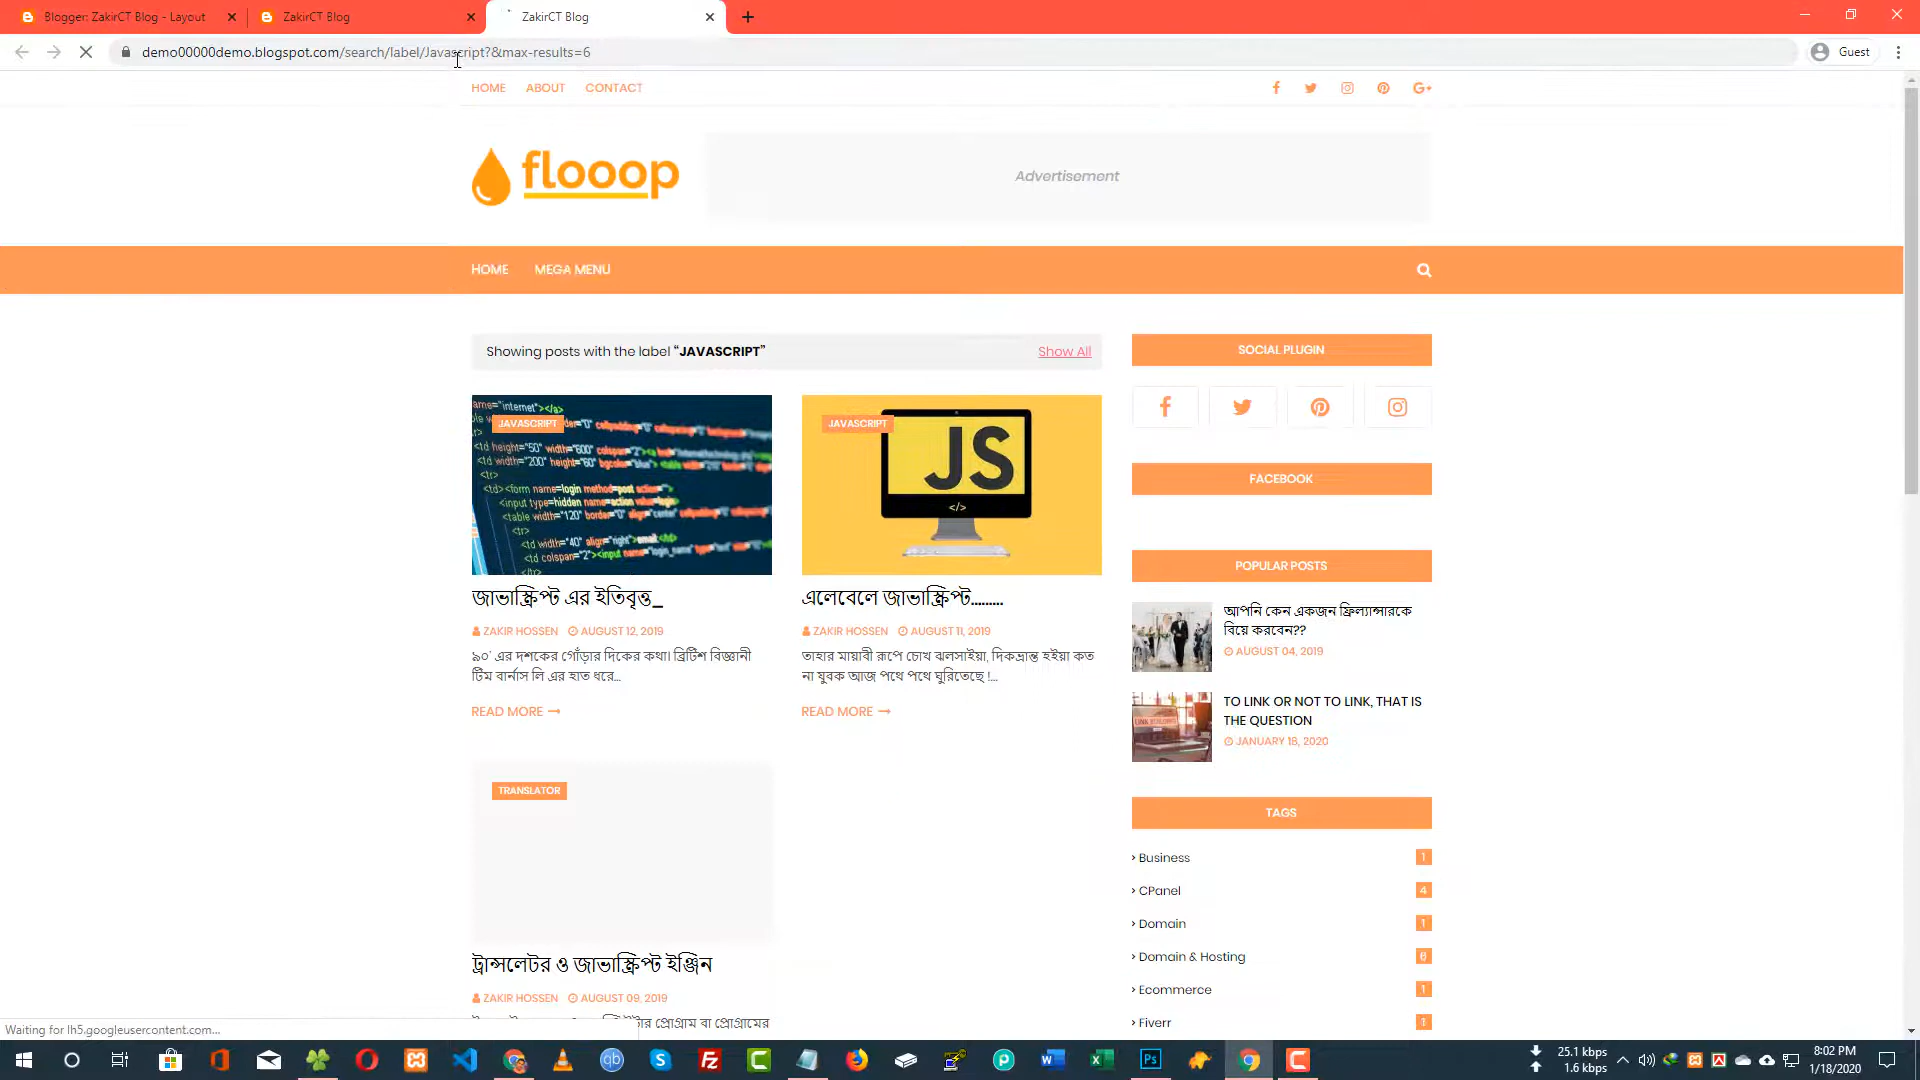 Blogger: ZakirCT Blog - Layout
ZakirCT Blog
ZakirCT Blog
demo00000demo.blogspot.com/search/label/Javascript?&max-results=6
Guest
HOME ABOUT CONTACT
flooop
Advertisement
HOME MEGA MENU
Showing posts with the label “JAVASCRIPT”
Show All
SOCIAL PLUGIN
JAVASCRIPT
JAVASCRIPT
JS
</>
FACEBOOK
POPULAR POSTS
জাভাস্ক্রিপ্ট এর ইতিবৃত্ত_
ZAKIR HOSSEN AUGUST 12, 2019
৯০' এর দশকের গোঁড়ার দিকের কথা। ব্রিটিশ বিজ্ঞানী
টিম বার্নাস লি এর হাত ধরে...
READ MORE
এলেবেলে জাভাস্ক্রিপ্ট.........
ZAKIR HOSSEN AUGUST 11, 2019
তাহার মায়াবী রূপে চোখ ঝলসাইয়া, দিকভ্রান্ত হইয়া কত
না যুবক আজ পথে পথে ঘুরিতেছে !...
READ MORE
আপনি কেন একজন ফ্রিল্যান্সারকে
বিয়ে করবেন??
AUGUST 04, 2019
TO LINK OR NOT TO LINK, THAT IS
THE QUESTION
JANUARY 18, 2020
TRANSLATOR
ট্রান্সলেটর ও জাভাস্ক্রিপ্ট ইঞ্জিন
ZAKIR HOSSEN AUGUST 09, 2019
প্রোগ্রাম বা প্রোগ্রামের
TAGS
Business 1
CPanel 4
Domain 1
Domain & Hosting 6
Ecommerce 1
Fiverr 1
Waiting for lh5.googleusercontent.com...
25.1 kbps
1.6 kbps
8:02 PM
1/18/2020